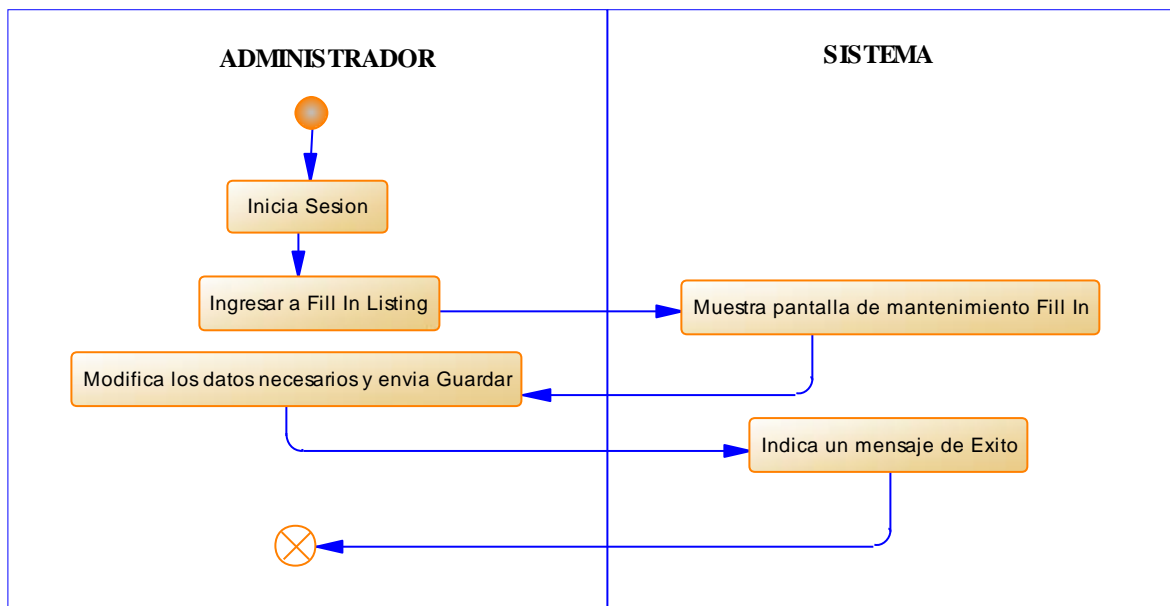 ADMINISTRADOR
SISTEMA
Inicia Sesion
Ingresar a Fill In Listing
Muestra pantalla de mantenimiento Fill In
Modifica los datos necesarios y envia Guardar
Indica un mensaje de Exito